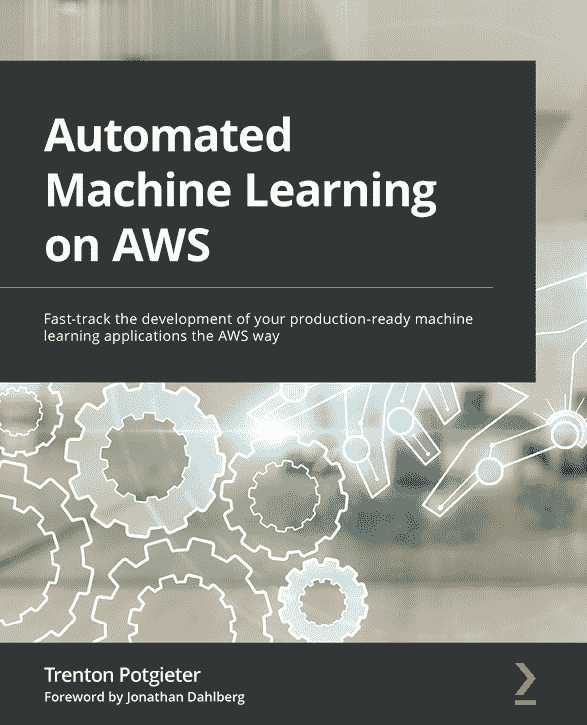 Automated
Machine Learning
on AWS
Fast-track the development of your production-ready machine
learning applications the AWS way
Trenton Potgieter
Foreword by Jonathan Dahlberg